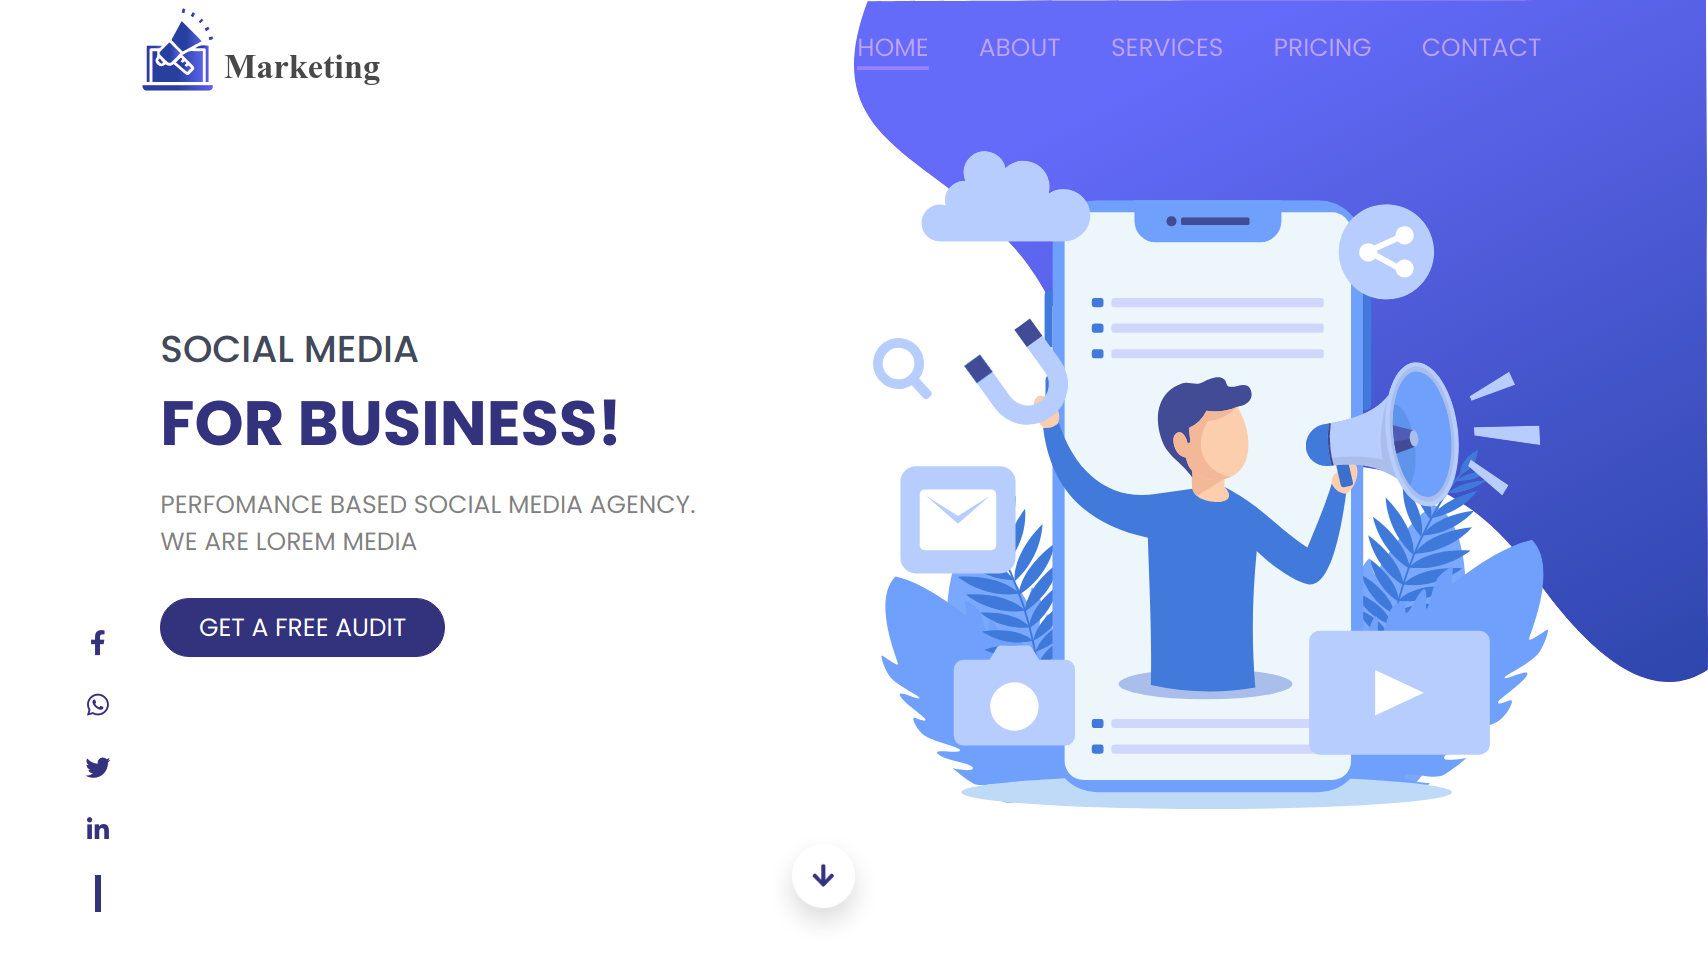 Marketing
HOME ABOUT SERVICES PRICING CONTACT
SOCIAL MEDIA
FOR BUSINESS!
PERFOMANCE BASED SOCIAL MEDIA AGENCY.
WE ARE LOREM MEDIA
GET A FREE AUDIT